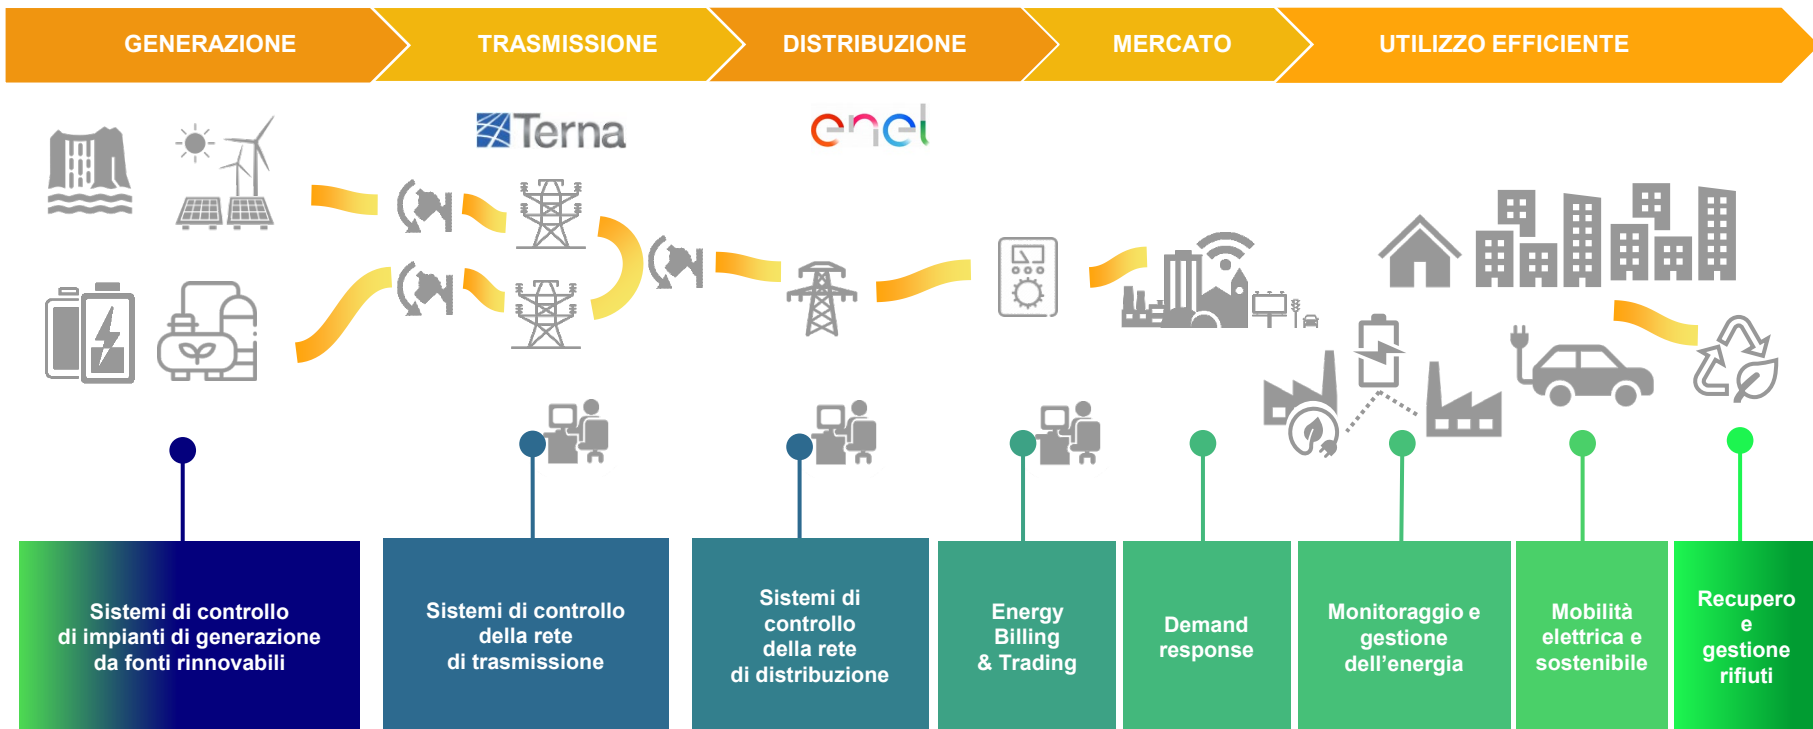 GENERAZIONE
TRASMISSIONE
DISTRIBUZIONE
MERCATO
UTILIZZO EFFICIENTE
Terna
enel
Sistemi di controllo
di impianti di generazione
da fonti rinnovabili
Sistemi di controllo
della rete
di trasmissione
Sistemi di
controllo
della rete
di distribuzione
Energy
Billing
& Trading
Demand
response
Monitoraggio e
gestione
dell'energia
Mobilità
elettrica e
sostenibile
Recupero
e
gestione
rifiuti